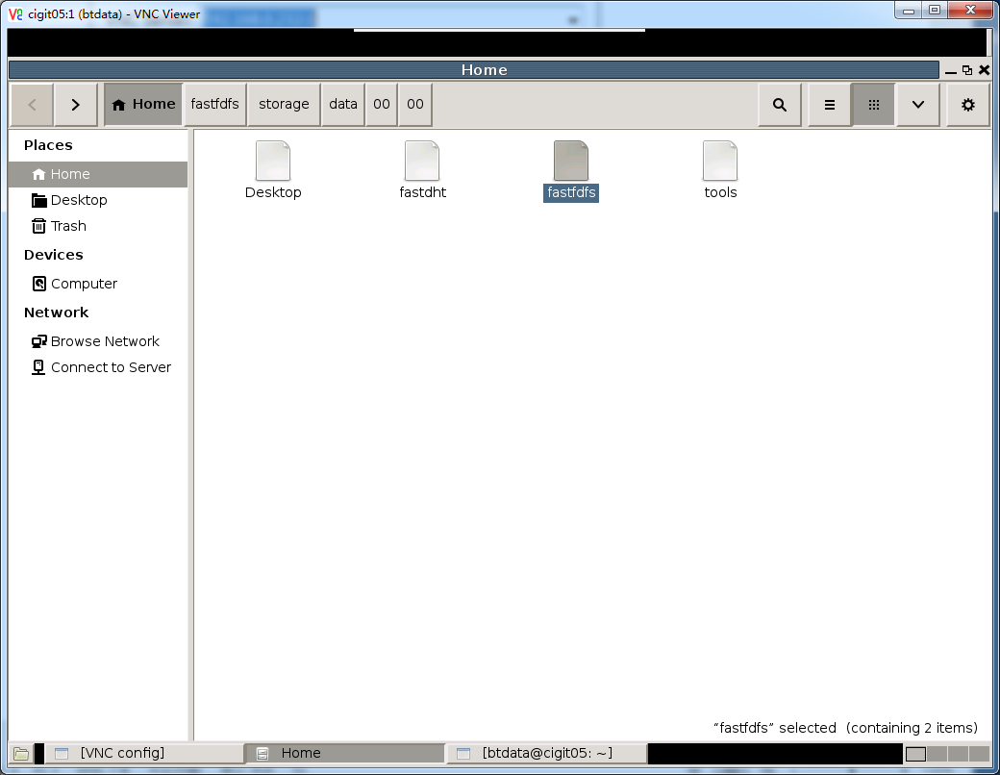 cigit05:1 (btdata) - VNC Viewer
Home
Home fastfdfs storage data 00 00
Places
Home
Desktop
Trash
Devices
Computer
Network
Browse Network
Connect to Server
Desktop fastdht fastfdfs tools
“fastfdfs” selected (containing 2 items)
[VNC config] Home [btdata@cigit05: ~]